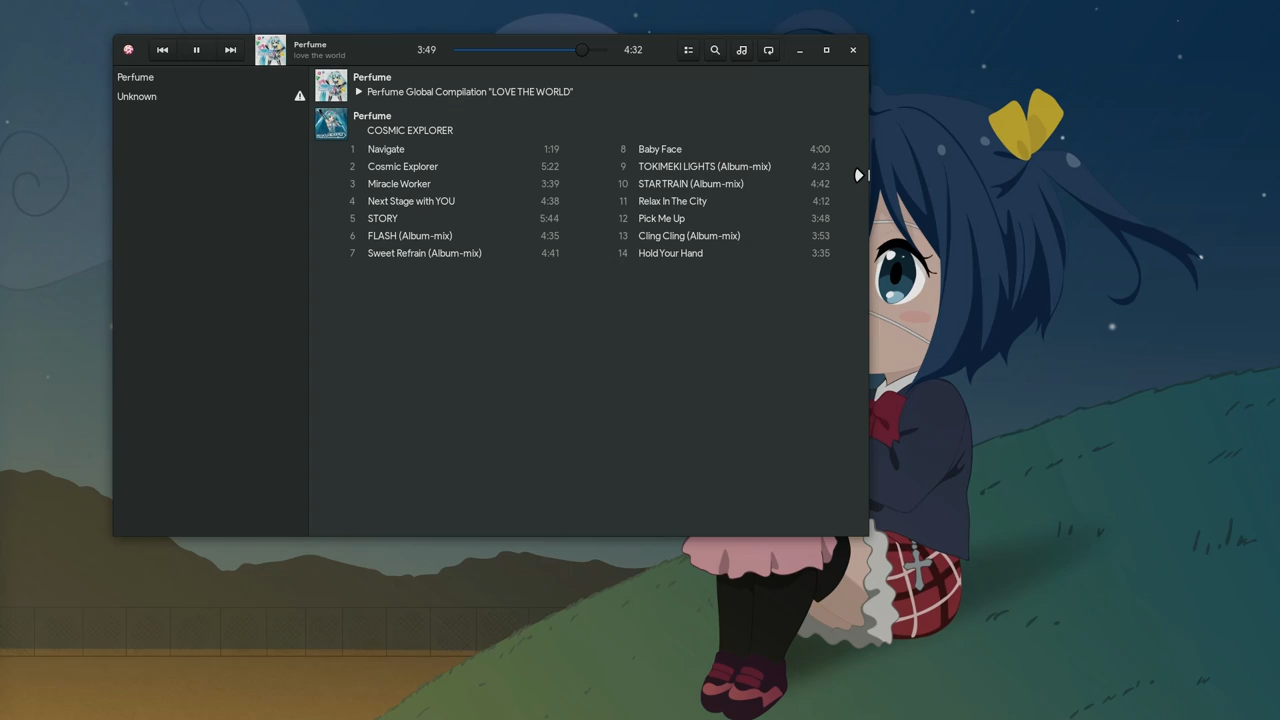 Perfume
love the world
3:49
4:32
Perfume
Unknown
Perfume
Perfume Global Compilation "LOVE THE WORLD"
Perfume
COSMIC EXPLORER
1 Navigate 1:19
2 Cosmic Explorer 5:22
3 Miracle Worker 3:39
4 Next Stage with YOU 4:38
5 STORY 5:44
6 FLASH (Album-mix) 4:35
7 Sweet Refrain (Album-mix) 4:41
8 Baby Face 4:00
9 TOKIMEKI LIGHTS (Album-mix) 4:23
10 STAR TRAIN (Album-mix) 4:42
11 Relax In The City 4:12
12 Pick Me Up 3:48
13 Cling Cling (Album-mix) 3:53
14 Hold Your Hand 3:35